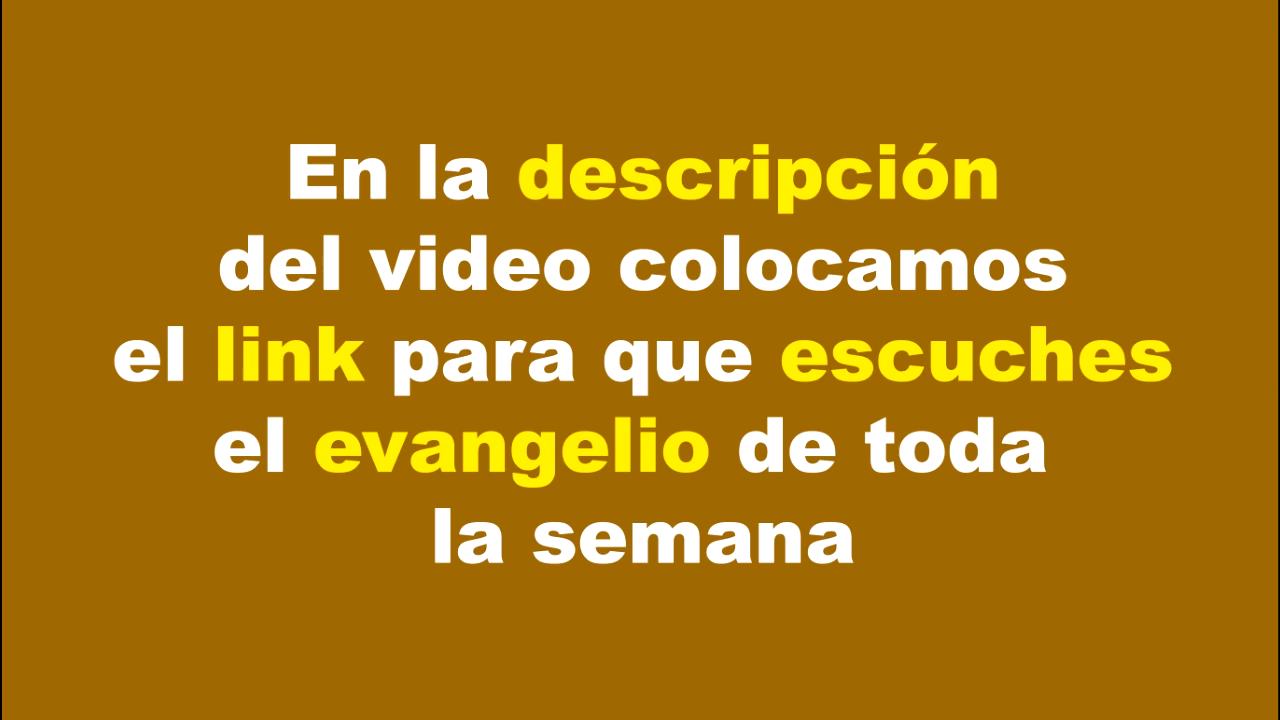 En la descripción
del video colocamos
el link para que escuches
el evangelio de toda
la semana